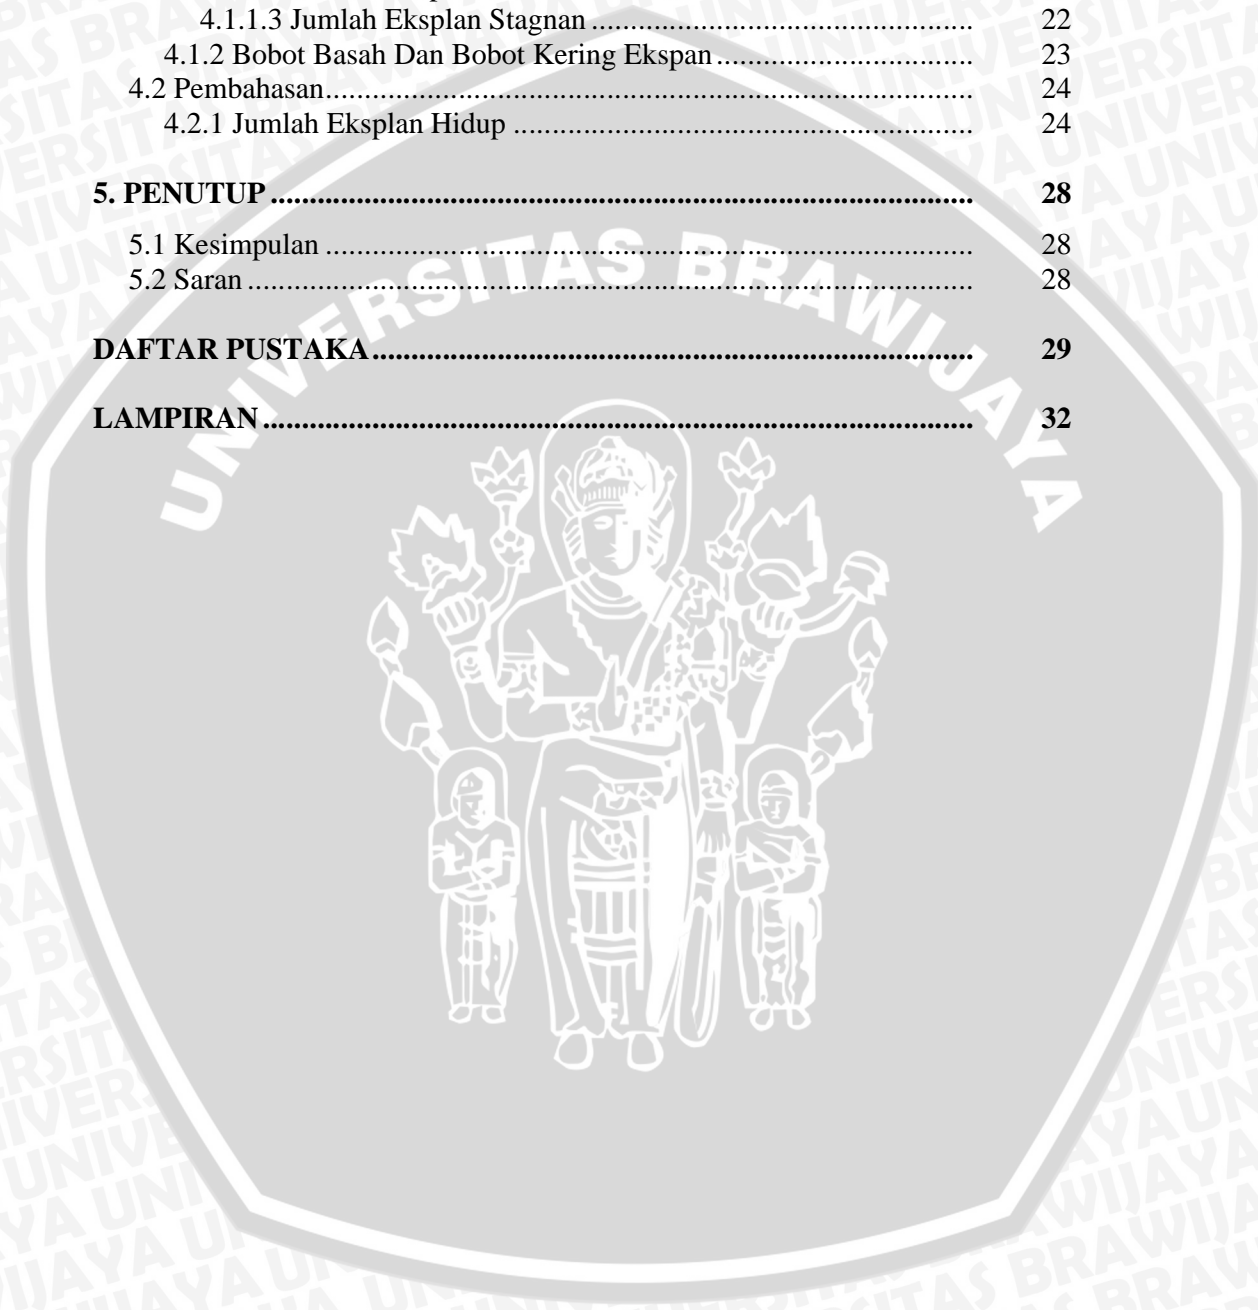 4.1.1.3 Jumlah Eksplan Stagnan ................................................. 22
4.1.2 Bobot Basah Dan Bobot Kering Ekspan ................................. 23
4.2 Pembahasan................................................................................... 24
4.2.1 Jumlah Eksplan Hidup ........................................................... 24
5. PENUTUP .......................................................................................... 28
5.1 Kesimpulan ................................................................................... 28
5.2 Saran ............................................................................................. 28
DAFTAR PUSTAKA............................................................................. 29
LAMPIRAN ........................................................................................... 32
UNIVERSITAS BRAWIJAYA